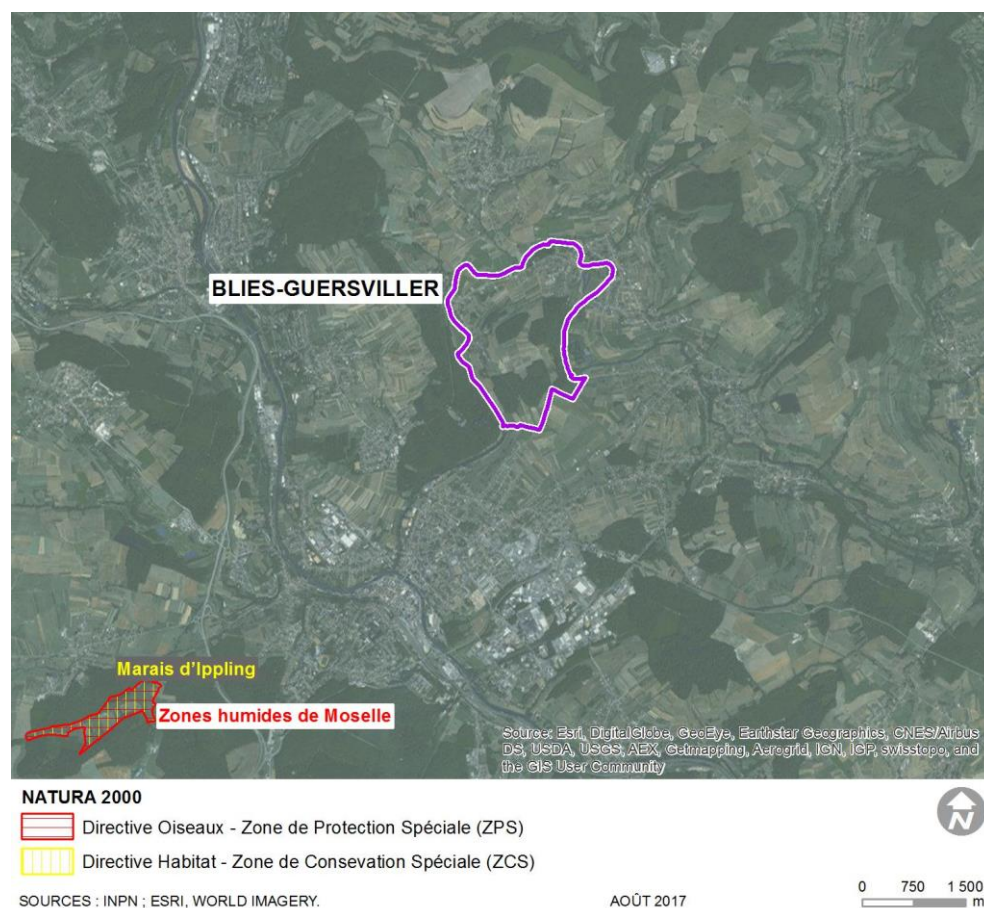 BLIES-GUERSVILLER
Marais d'Ippling
Zones humides de Moselle
Source: Esri, DigitalGlobe, GeoEye, Earthstar Geographics, CNES/Airbus
DS, USDA, USGS, AEX, Getmapping, Aerogrid, IGN, IGP, swisstopo, and
the GIS User Community
NATURA 2000
Directive Oiseaux - Zone de Protection Spéciale (ZPS)
Directive Habitat - Zone de Consevation Spéciale (ZCS)
N
SOURCES : INPN ; ESRI, WORLD IMAGERY.
AOÛT 2017
0 750 1 500
m